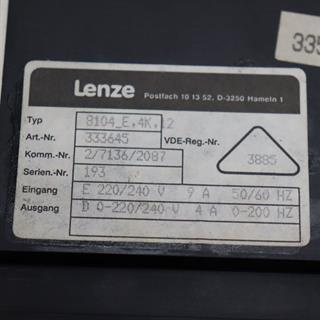 335
Lenze
Postfach 10 13 52, D-3250 Hameln 1
Typ 8104 E.4K.12
Art.-Nr. 333645 VDE-Reg.-Nr.
Komm.-Nr. 2/7136/2087 3885
Serien.-Nr. 193
Eingang E 220/240 V 9 A 50/60 HZ
Ausgang D 0-220/240 V 4 A 0-200 HZ